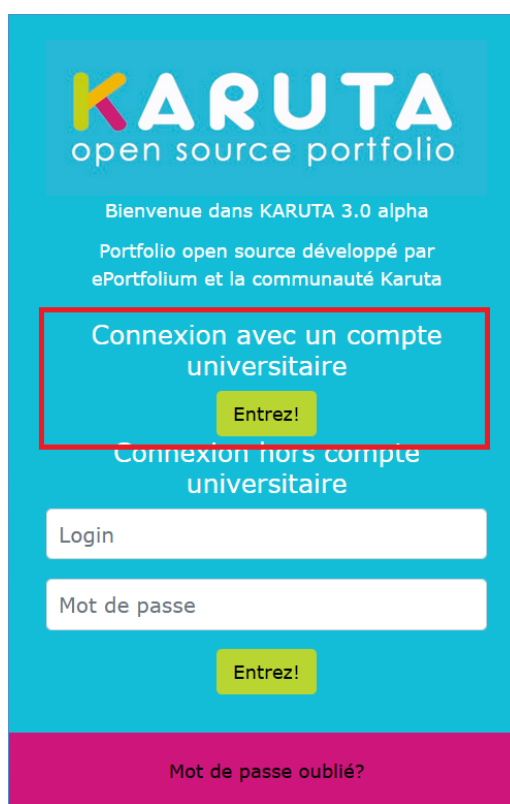 KARUTA
open source portfolio
Bienvenue dans KARUTA 3.0 alpha
Portfolio open source développé par
ePortfolium et la communauté Karuta
Connexion avec un compte
universitaire
Entrez!
Connexion hors compte
universitaire
Login
Mot de passe
Entrez!
Mot de passe oublié?